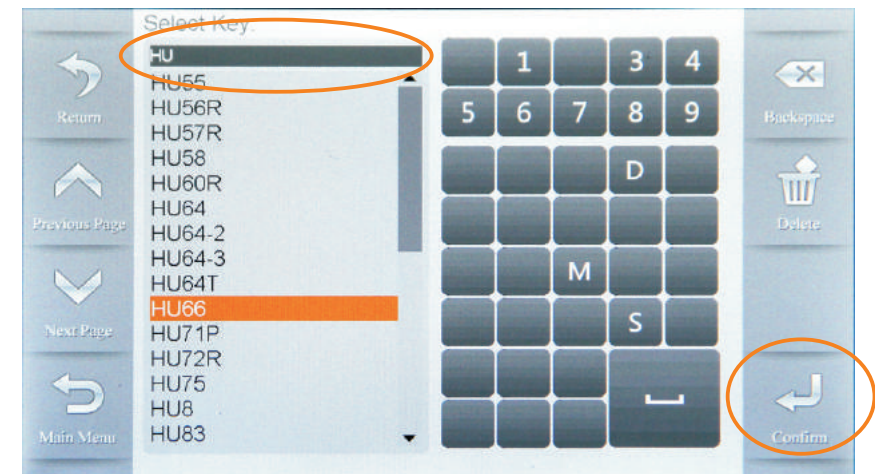 Select Key:
HU
HU55
HU56R
HU57R
HU58
HU60R
HU64
HU64-2
HU64-3
HU64T
HU66
HU71P
HU72R
HU75
HU8
HU83
Return
Previous Page
Next Page
Main Menu
1 3 4
5 6 7 8 9
D
M
S
Backspace
Delete
Confirm